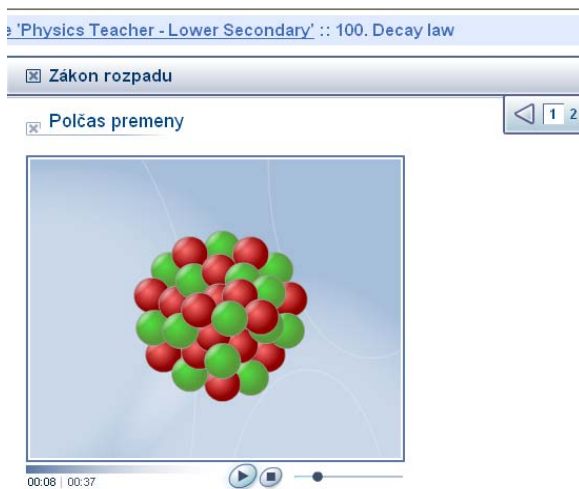 e 'Physics Teacher - Lower Secondary' :: 100. Decay law
Zákon rozpadu
Polčas premeny
1 2
00:08 | 00:37